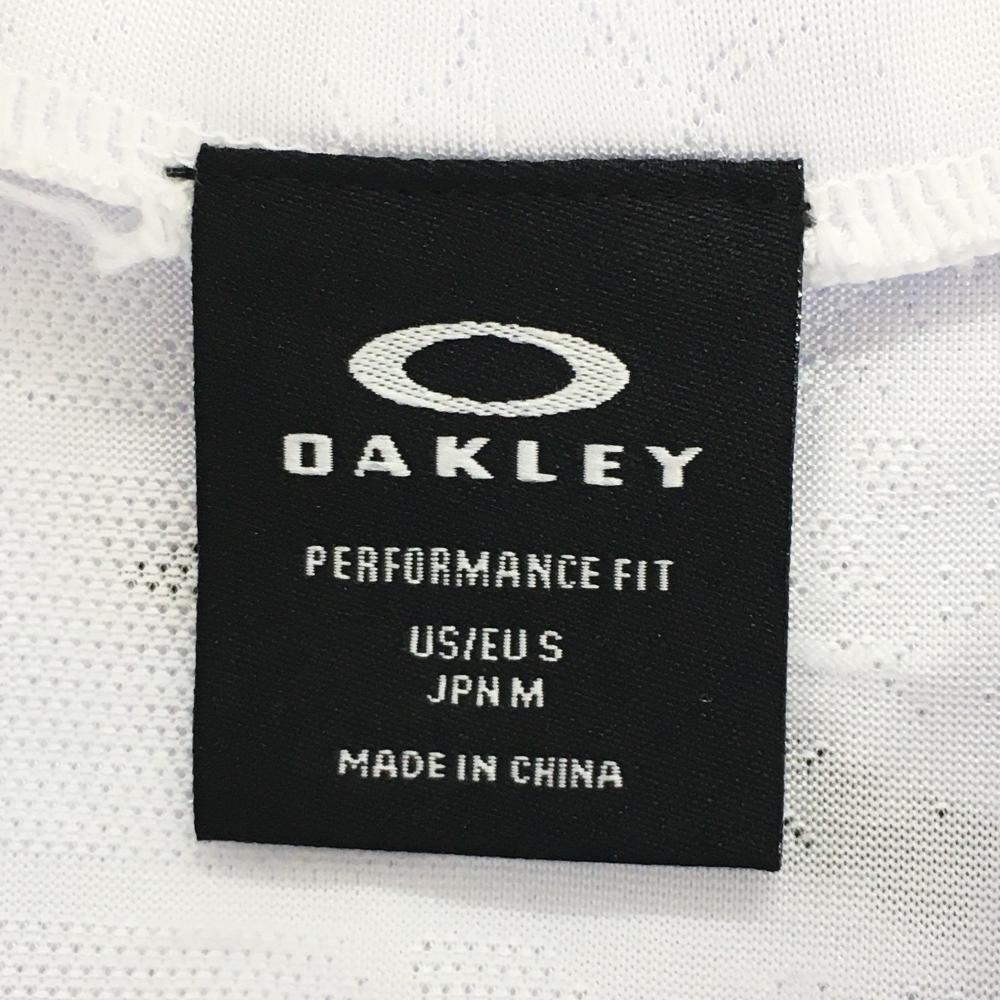 OAKLEY
PERFORMANCE FIT
US/EU S
JPN M
MADE IN CHINA